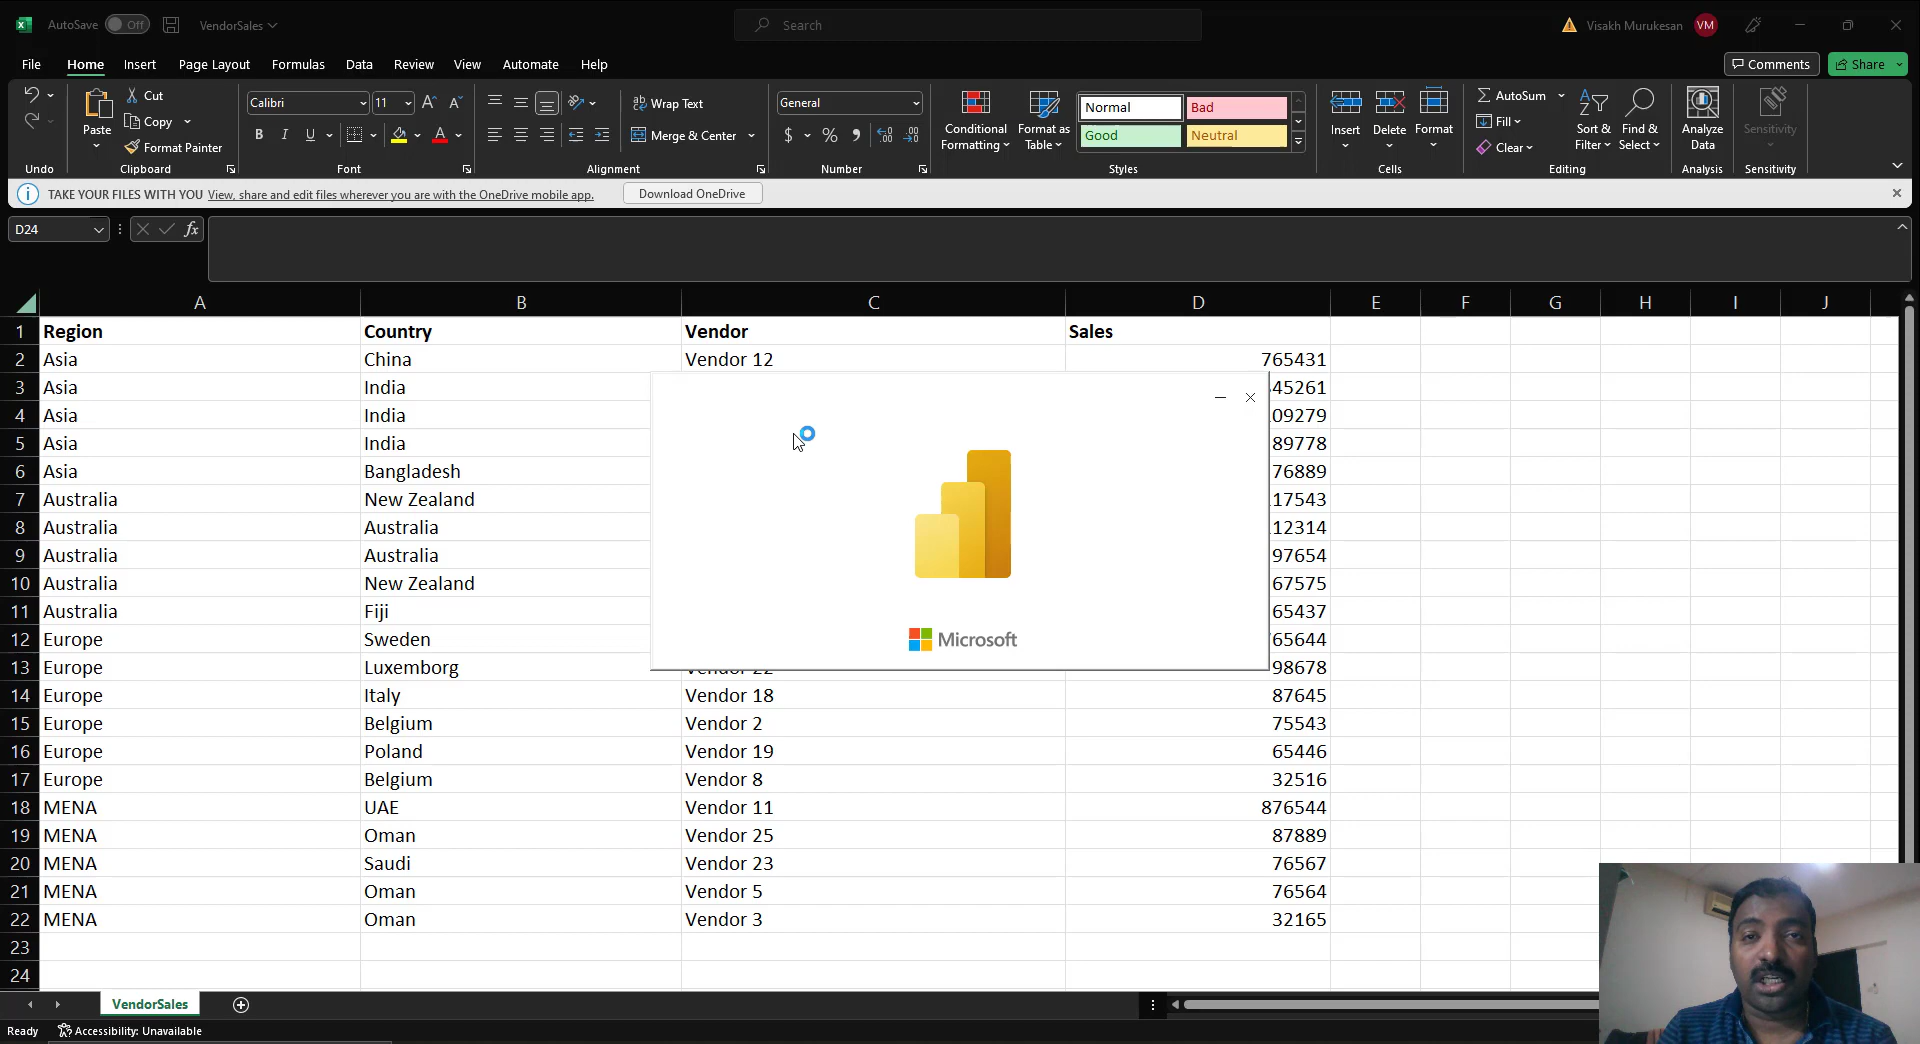 AutoSave Off VendorSales Search Visakh Murukesan VM
File Home Insert Page Layout Formulas Data Review View Automate Help Comments Share
Cut
Copy
Format Painter
Paste
Undo Clipboard
Calibri 11
B I U A
Font
Wrap Text
Merge & Center
Alignment
General
$ %
Number
Conditional Formatting
Format as Table
Normal Bad
Good Neutral
Styles
Insert Delete Format
Cells
AutoSum
Fill
Clear
Sort & Filter
Find & Select
Editing
Analyze Data
Analysis
Sensitivity
Sensitivity
TAKE YOUR FILES WITH YOU View, share and edit files wherever you are with the OneDrive mobile app. Download OneDrive
D24 fx
A B C D E F G H I J
1 Region Country Vendor Sales
2 Asia China Vendor 12 765431
3 Asia India 45261
4 Asia India 09279
5 Asia India 89778
6 Asia Bangladesh 76889
7 Australia New Zealand 17543
8 Australia Australia 12314
9 Australia Australia 97654
10 Australia New Zealand 67575
11 Australia Fiji 65437
12 Europe Sweden 65644
13 Europe Luxemborg 98678
14 Europe Italy Vendor 18 87645
15 Europe Belgium Vendor 2 75543
16 Europe Poland Vendor 19 65446
17 Europe Belgium Vendor 8 32516
18 MENA UAE Vendor 11 876544
19 MENA Oman Vendor 25 87889
20 MENA Saudi Vendor 23 76567
21 MENA Oman Vendor 5 76564
22 MENA Oman Vendor 3 32165
23
24
Microsoft
VendorSales
Ready Accessibility: Unavailable